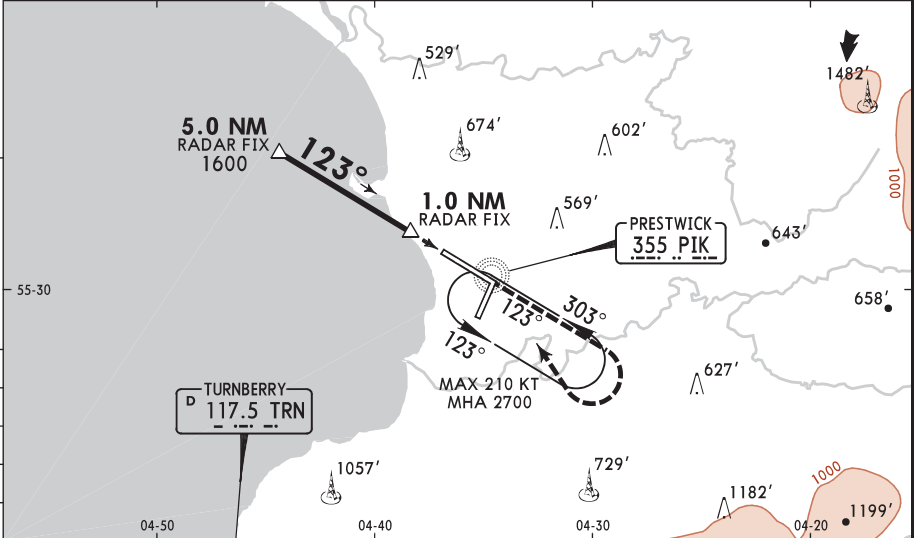 529′
1482′
5.0 NM
RADAR FIX
1600
123°
674′
602′
1000
1.0 NM
RADAR FIX
569′
PRESTWICK
355 PIK
643′
55-30
123°
303°
658′
123°
MAX 210 KT
MHA 2700
627′
TURNBERRY
D 117.5 TRN
1057′
729′
1000
1182′
1199′
04-50
04-40
04-30
04-20